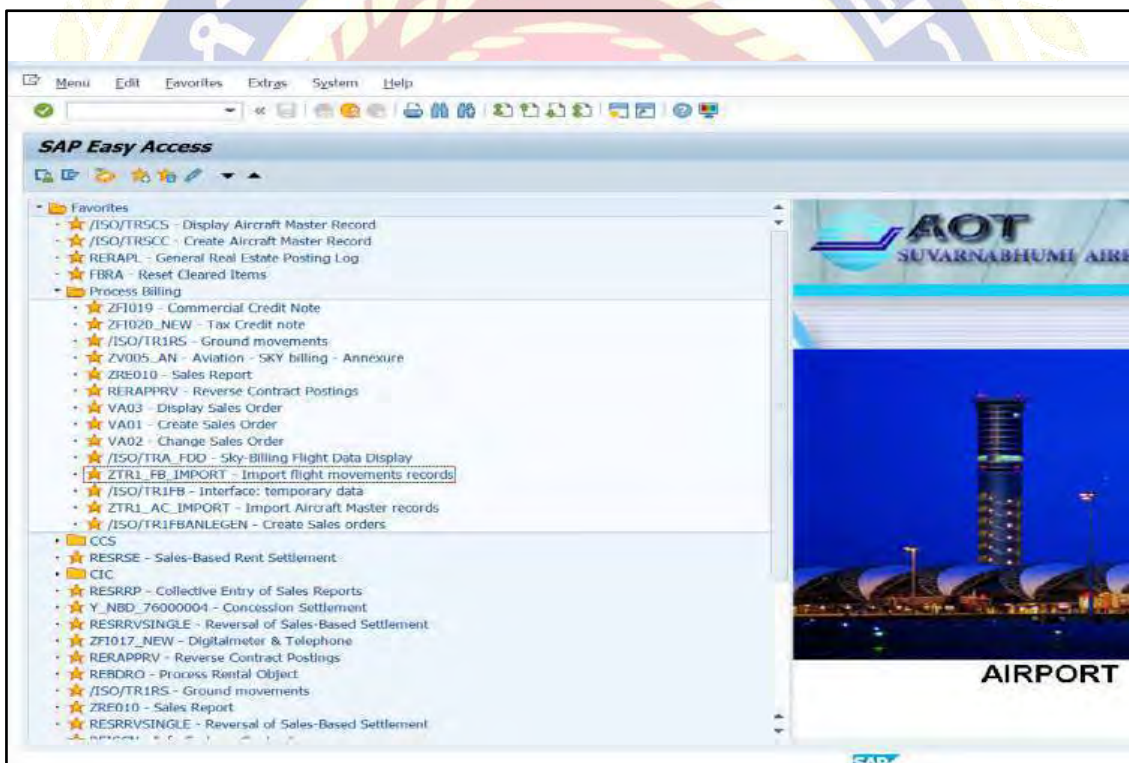 Menu Edit Favorites Extras System Help
SAP Easy Access
Favorites
/ISO/TRSCS - Display Aircraft Master Record
/ISO/TRSCC - Create Aircraft Master Record
RERAPL - General Real Estate Posting Log
FBRA - Reset Cleared Items
Process Billing
ZFI019 - Commercial Credit Note
ZFI020_NEW - Tax Credit note
/ISO/TR1RS - Ground movements
ZV005_AN - Aviation - SKY billing - Annexure
ZRE010 - Sales Report
RERAPPRV - Reverse Contract Postings
VA03 - Display Sales Order
VA01 - Create Sales Order
VA02 - Change Sales Order
/ISO/TRA_FDD - Sky-Billing Flight Data Display
ZTR1_FB_IMPORT - Import flight movements records
/ISO/TR1FB - Interface: temporary data
ZTR1_AC_IMPORT - Import Aircraft Master records
/ISO/TR1FBANLEGEN - Create Sales orders
CCS
RESRSE - Sales-Based Rent Settlement
CIC
RESRRP - Collective Entry of Sales Reports
Y_NBD_76000004 - Concession Settlement
RESRRVSINGLE - Reversal of Sales-Based Settlement
ZFI017_NEW - Digitalmeter & Telephone
RERAPPRV - Reverse Contract Postings
REBDRO - Process Rental Object
/ISO/TR1RS - Ground movements
ZRE010 - Sales Report
RESRRVSINGLE - Reversal of Sales-Based Settlement
AOT
SUVARNABHUMI AIRP
AIRPORT
SAP